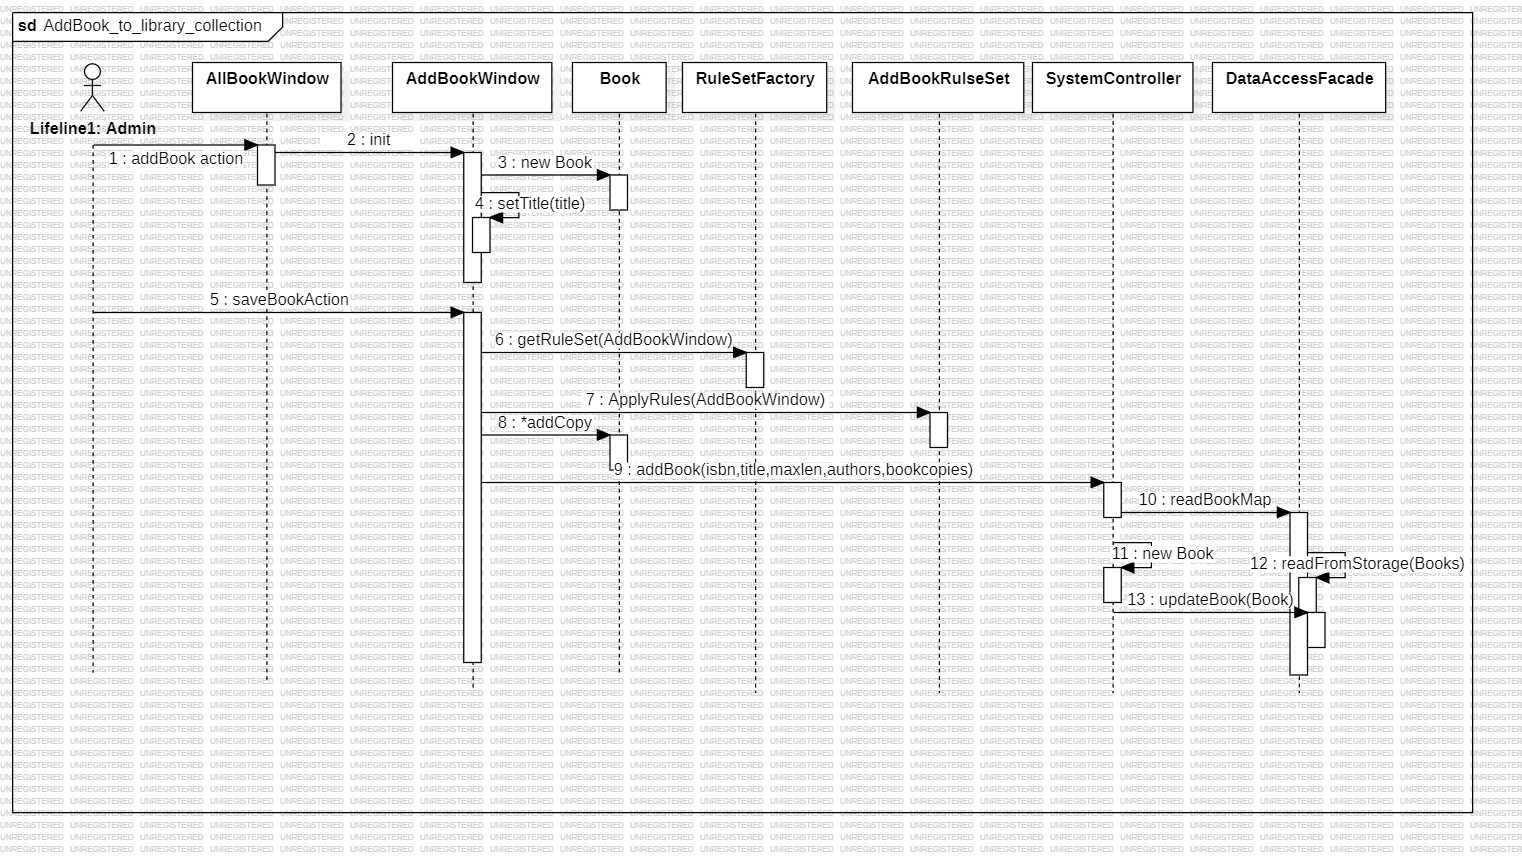 sd AddBook_to_library_collection
AllBookWindow
AddBookWindow
Book
RuleSetFactory
AddBookRulseSet
SystemController
DataAccessFacade
Lifeline1: Admin
1 : addBook action
2 : init
3 : new Book
4 : setTitle(title)
5 : saveBookAction
6 : getRuleSet(AddBookWindow)
7 : ApplyRules(AddBookWindow)
8 : *addCopy
9 : addBook(isbn,title,maxlen,authors,bookcopies)
10 : readBookMap
11 : new Book
12 : readFromStorage(Books)
13 : updateBook(Book)
UNREGISTERED